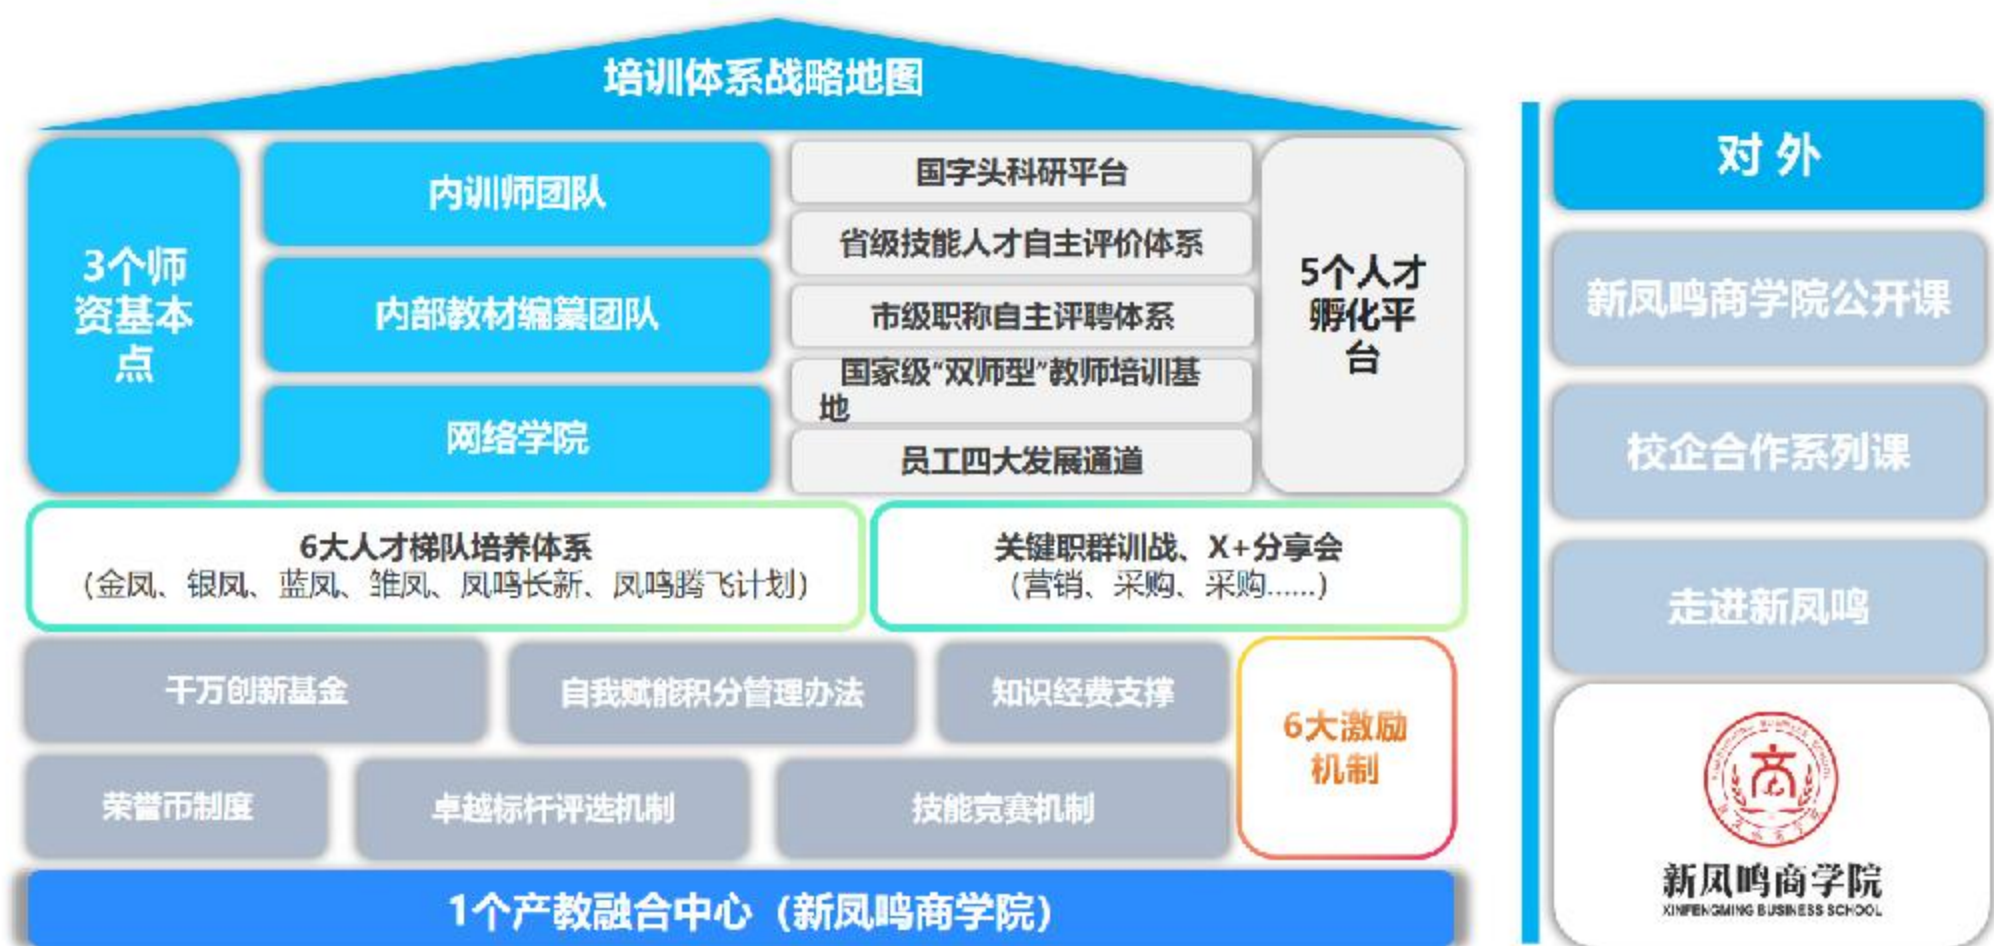 培训体系战略地图
3个师
资基本
点
内训师团队
内部教材编纂团队
网络学院
国字头科研平台
省级技能人才自主评价体系
市级职称自主评聘体系
国家级“双师型”教师培训基
地
员工四大发展通道
5个人才
孵化平
台
6大人才梯队培养体系
（金凤、银凤、蓝凤、雏凤、凤鸣长新、凤鸣腾飞计划）
关键职群训战、X+分享会
（营销、采购、采购......）
千万创新基金
自我赋能积分管理办法
知识经费支撑
荣誉币制度
卓越标杆评选机制
技能竞赛机制
6大激励
机制
1个产教融合中心（新凤鸣商学院）
对 外
新凤鸣商学院公开课
校企合作系列课
走进新凤鸣
新凤鸣商学院
XINFENGMING BUSINESS SCHOOL